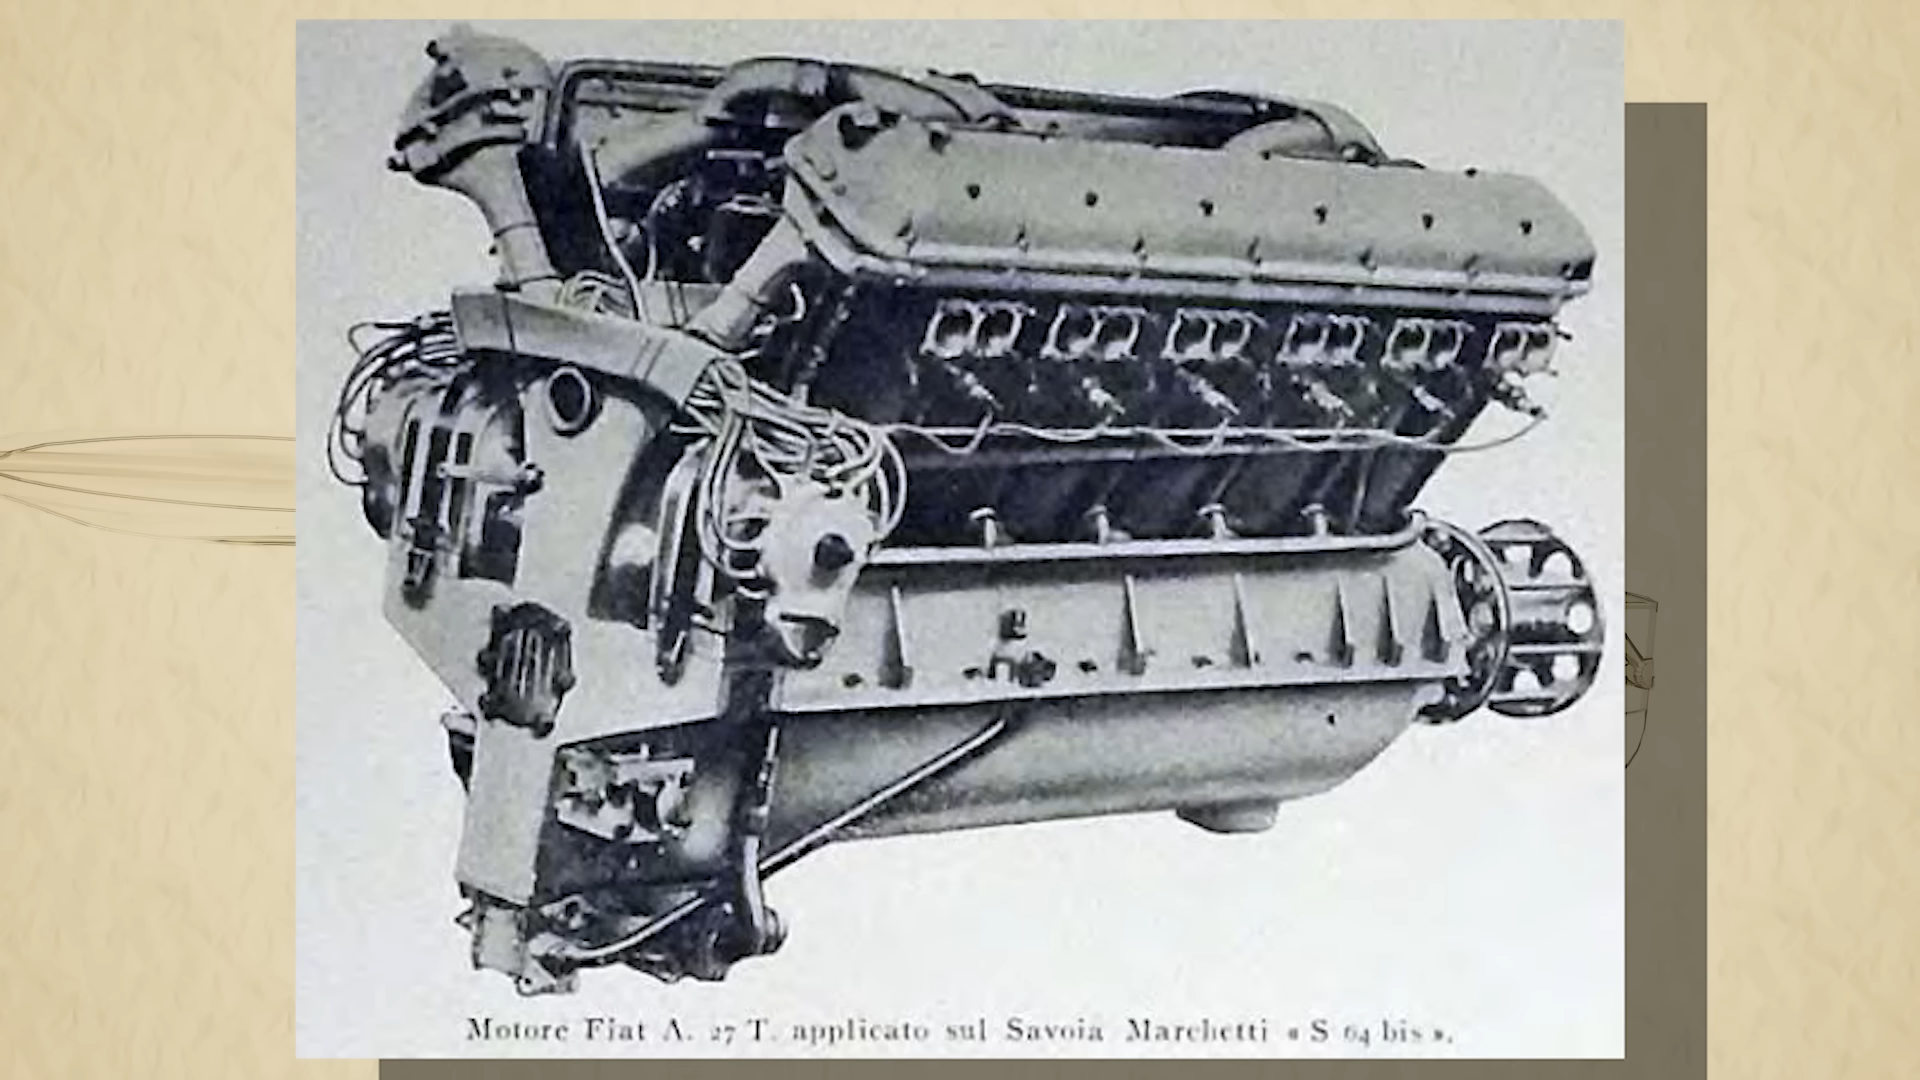 Motore Fiat A. 27 T. applicato sul Savoia Marchetti « S 64 bis ».